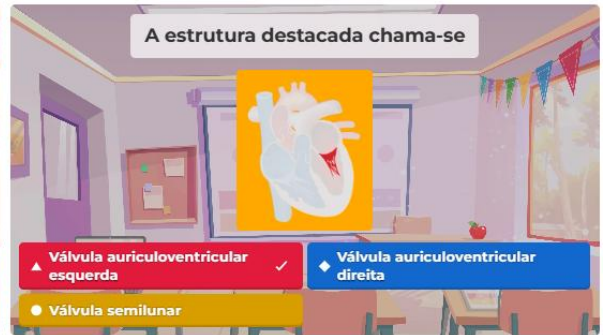 A estrutura destacada chama-se
Válvula auriculoventricular
esquerda
Válvula auriculoventricular
direita
Válvula semilunar